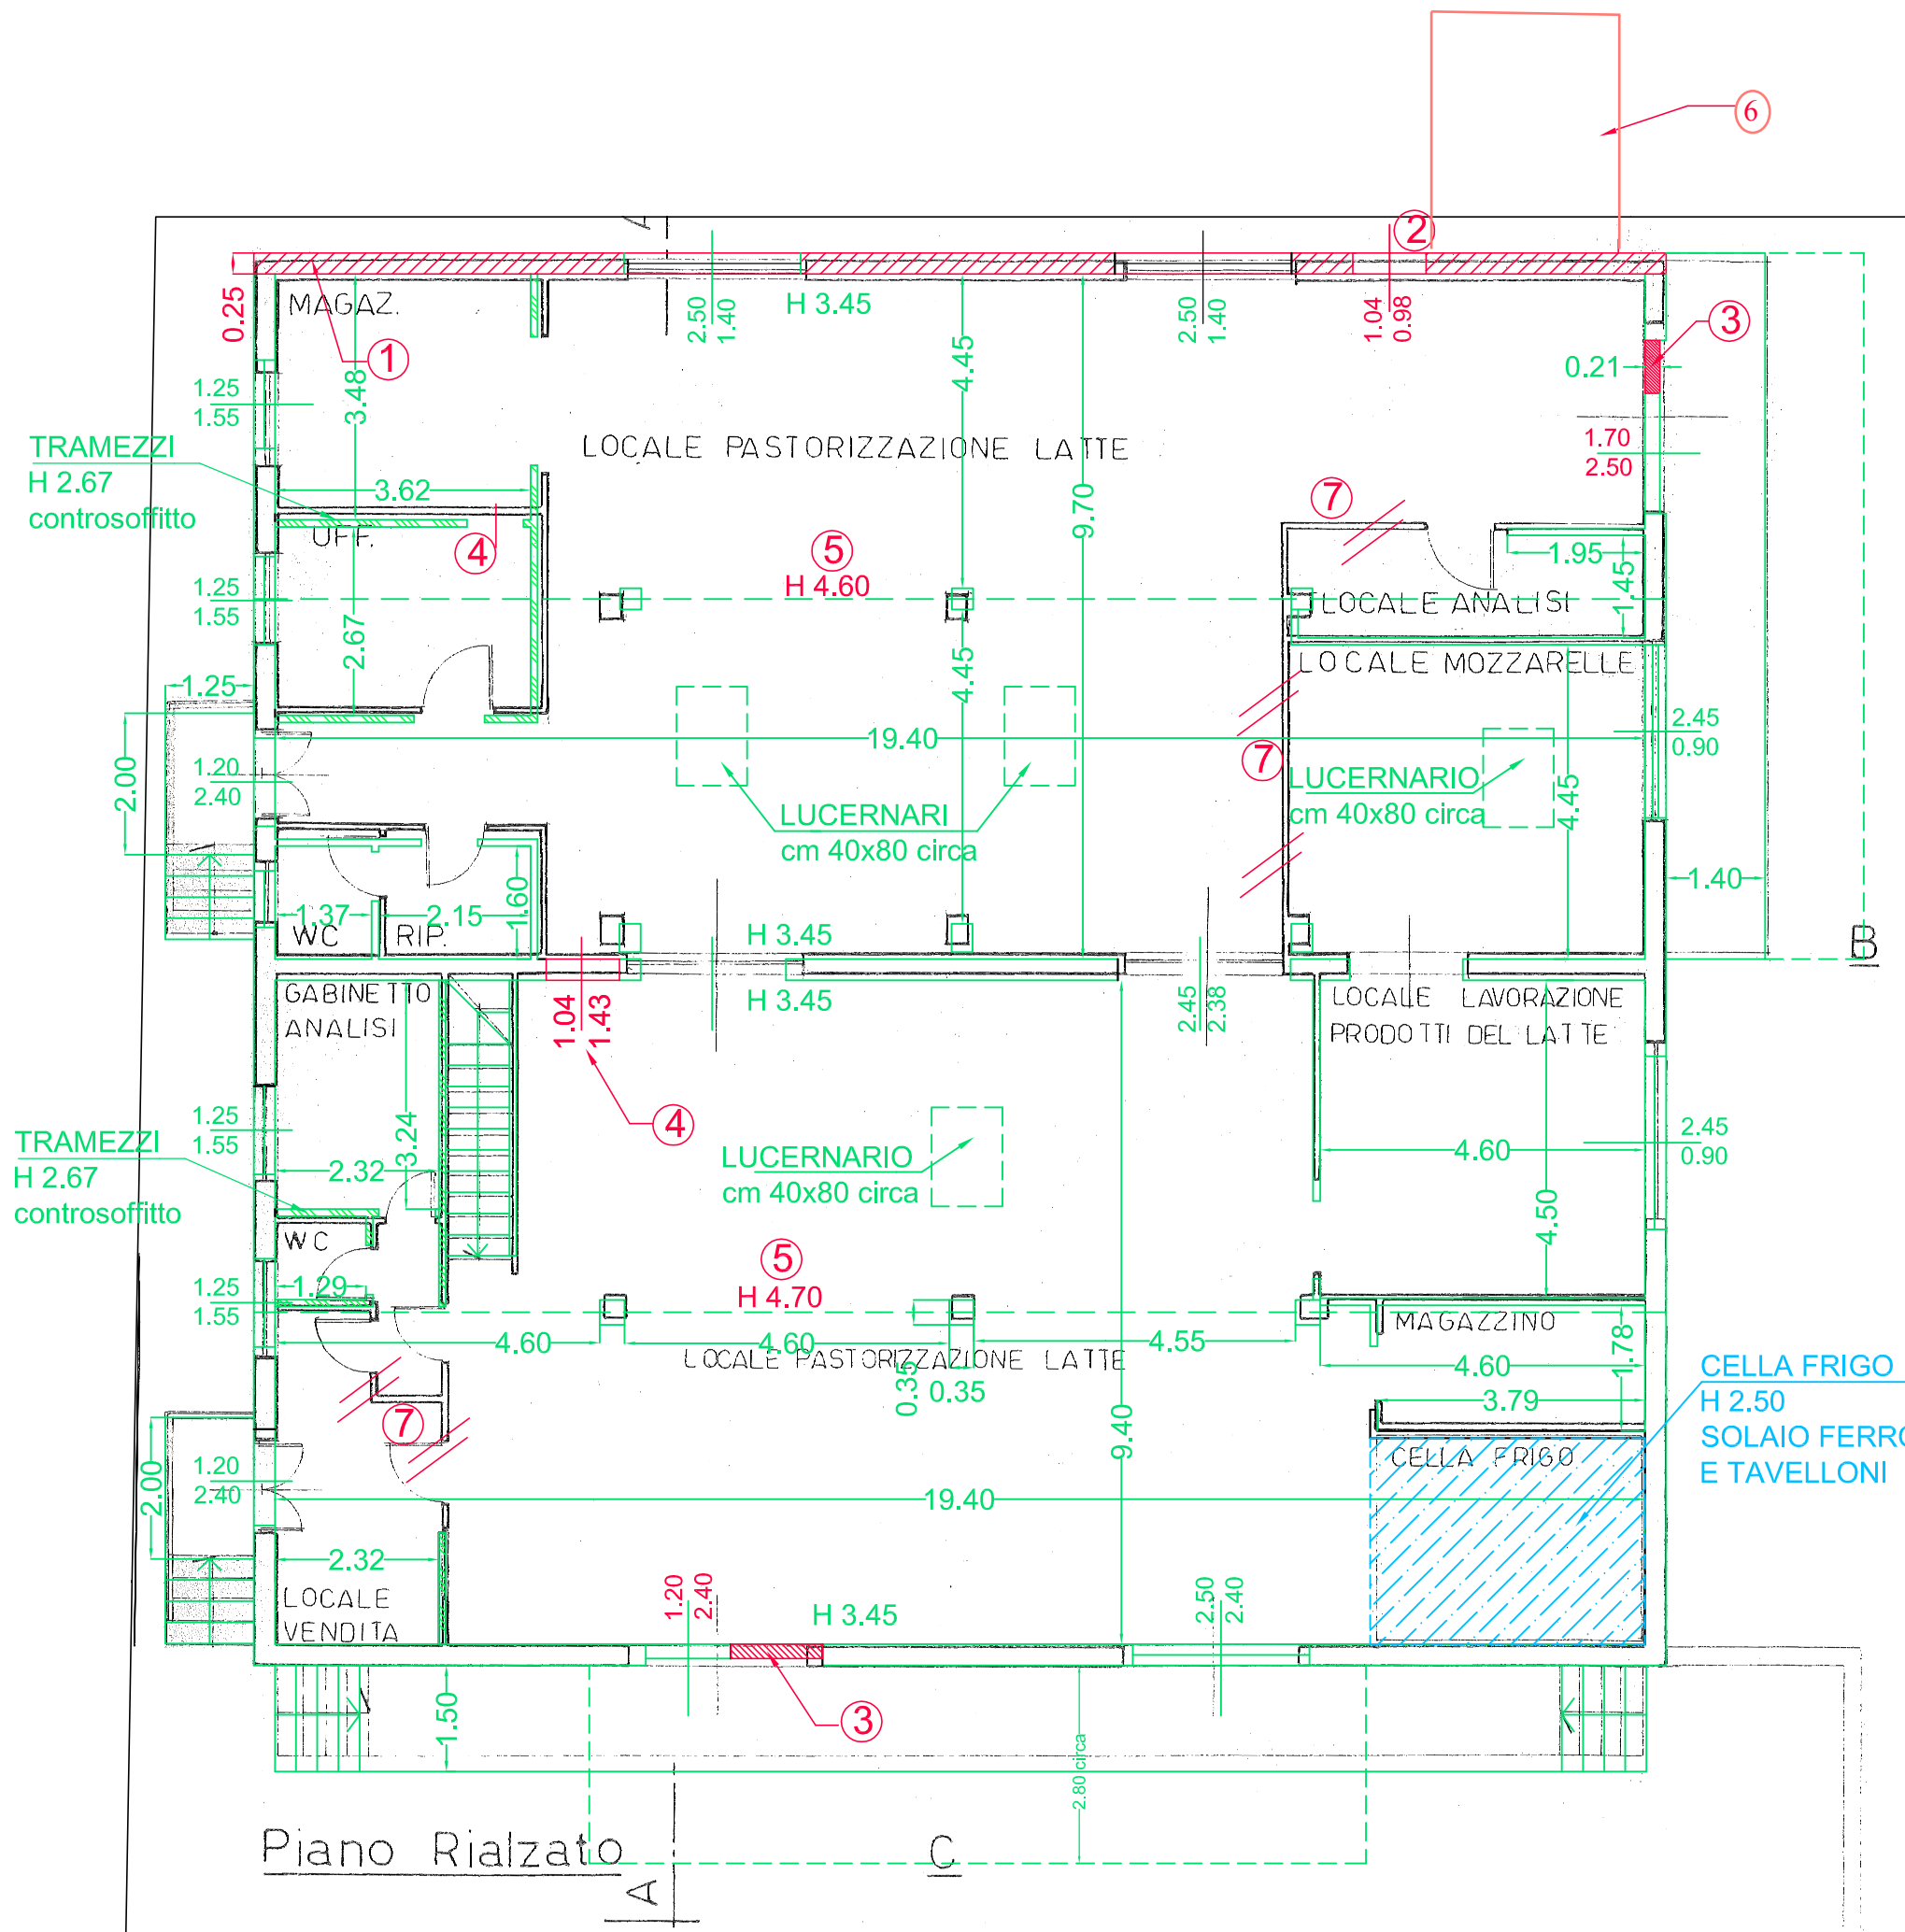 6
2
A
MAGAZ.
H 3.45
2.50
1.40
2.50
1.40
1.04
0.98
3
0.25
1
3.48
4.45
0.21
1.25
1.55
TRAMEZZI
H 2.67
controsoffitto
LOCALE PASTORIZZAZIONE LATTE
1.70
2.50
3.62
9.70
7
UFF.
4
5
H 4.60
1.95
1.45
1.25
1.55
LOCALE ANALISI
2.67
4.45
LOCALE MOZZARELLE
1.25
2.00
19.40
2.45
0.90
7
1.20
2.40
LUCERNARI
cm 40x80 circa
LUCERNARIO
cm 40x80 circa
4.45
1.40
1.37
2.15
1.60
WC
RIP.
H 3.45
B
GABINETTO
ANALISI
H 3.45
1.04
1.43
2.45
2.38
LOCALE LAVORAZIONE
PRODOTTI DEL LATTE
1.25
1.55
3.24
4
TRAMEZZI
H 2.67
controsoffitto
2.32
LUCERNARIO
cm 40x80 circa
4.60
2.45
0.90
4.50
WC
1.29
5
H 4.70
1.25
1.55
4.60
4.60
4.55
MAGAZZINO
1.78
LOCALE PASTORIZZAZIONE LATTE
0.35
0.35
4.60
3.79
CELLA FRIGO
H 2.50
SOLAIO FERRO
E TAVELLONI
7
9.40
CELLA FRIGO
2.00
1.20
2.40
19.40
2.32
LOCALE
VENDITA
1.20
2.40
H 3.45
2.50
2.40
1.50
3
2.80 circa
Piano Rialzato
C
A